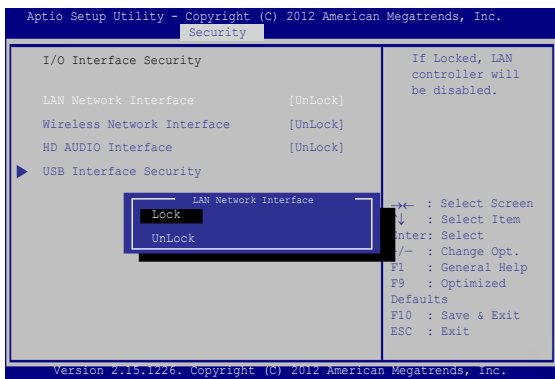 Aptio Setup Utility - Copyright (C) 2012 American Megatrends, Inc.
Security
I/O Interface Security
LAN Network Interface [UnLock]
Wireless Network Interface [UnLock]
HD AUDIO Interface [UnLock]
USB Interface Security
If Locked, LAN
controller will
be disabled.
LAN Network Interface
Lock
UnLock
→← : Select Screen
↑↓ : Select Item
Enter: Select
+/— : Change Opt.
F1 : General Help
F9 : Optimized
Defaults
F10 : Save & Exit
ESC : Exit
Version 2.15.1226. Copyright (C) 2012 American Megatrends, Inc.